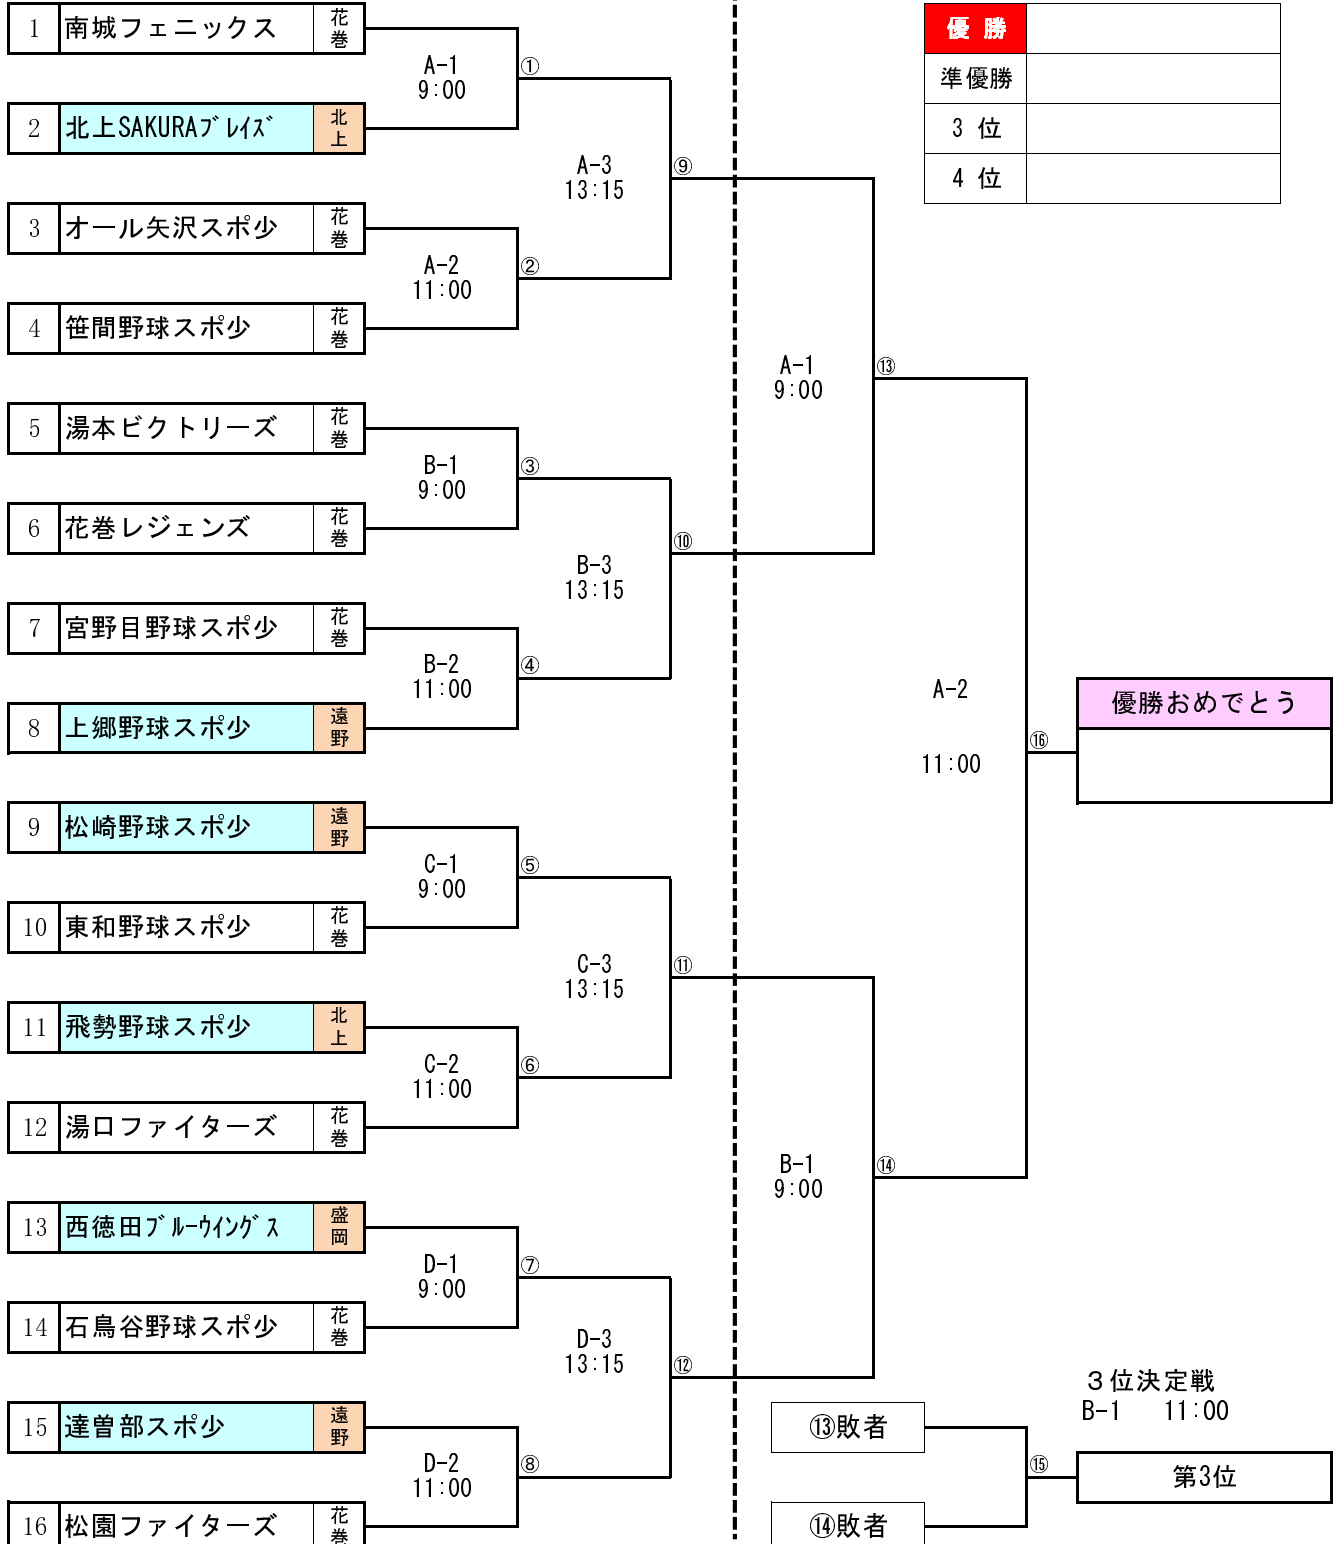 1 南城フェニックス 花巻
A-1
9:00
①
2 北上SAKURAブレイズ 北上
A-3
13:15
⑨
3 オール矢沢スポ少 花巻
A-2
11:00
②
4 笹間野球スポ少 花巻
A-1
9:00
⑬
5 湯本ビクトリーズ 花巻
B-1
9:00
③
6 花巻レジェンズ 花巻
B-3
13:15
⑩
7 宮野目野球スポ少 花巻
B-2
11:00
④
8 上郷野球スポ少 遠野
A-2
11:00
⑯
優勝おめでとう
9 松崎野球スポ少 遠野
C-1
9:00
⑤
10 東和野球スポ少 花巻
C-3
13:15
⑪
11 飛勢野球スポ少 北上
C-2
11:00
⑥
12 湯口ファイターズ 花巻
B-1
9:00
⑭
13 西徳田ブルーウイングス 盛岡
D-1
9:00
⑦
14 石鳥谷野球スポ少 花巻
D-3
13:15
⑫
15 達曽部スポ少 遠野
D-2
11:00
⑧
16 松園ファイターズ 花巻
優 勝
準優勝
3 位
4 位
3位決定戦
B-1 11:00
⑬敗者
⑮
第3位
⑭敗者